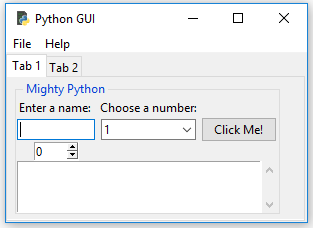 Python GUI
File Help
Tab 1 Tab 2
Mighty Python
Enter a name: Choose a number:
1 Click Me!
0